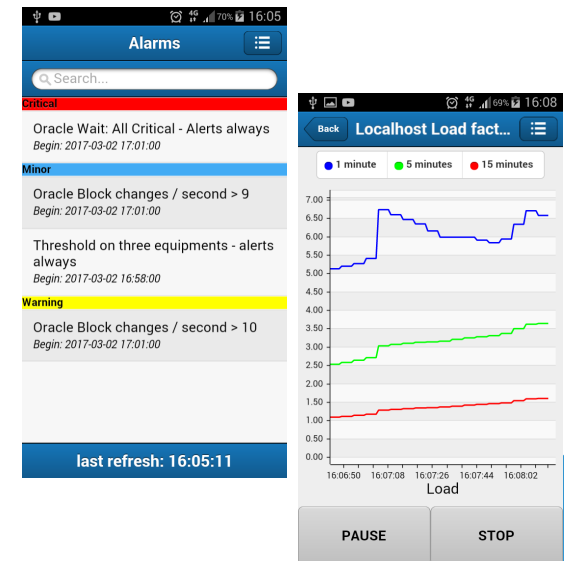 4G 70% 16:05
Alarms
Search...
Critical
Oracle Wait: All Critical - Alerts always
Begin: 2017-03-02 17:01:00
Minor
Oracle Block changes / second > 9
Begin: 2017-03-02 17:01:00
Threshold on three equipments - alerts
always
Begin: 2017-03-02 16:58:00
Warning
Oracle Block changes / second > 10
Begin: 2017-03-02 17:01:00
last refresh: 16:05:11
4G 69% 16:08
Back Localhost Load fact...
1 minute 5 minutes 15 minutes
7.00
6.50
6.00
5.50
5.00
4.50
4.00
3.50
3.00
2.50
2.00
1.50
1.00
0.50
0.00
16:06:50 16:07:08 16:07:26 16:07:44 16:08:02
Load
PAUSE STOP